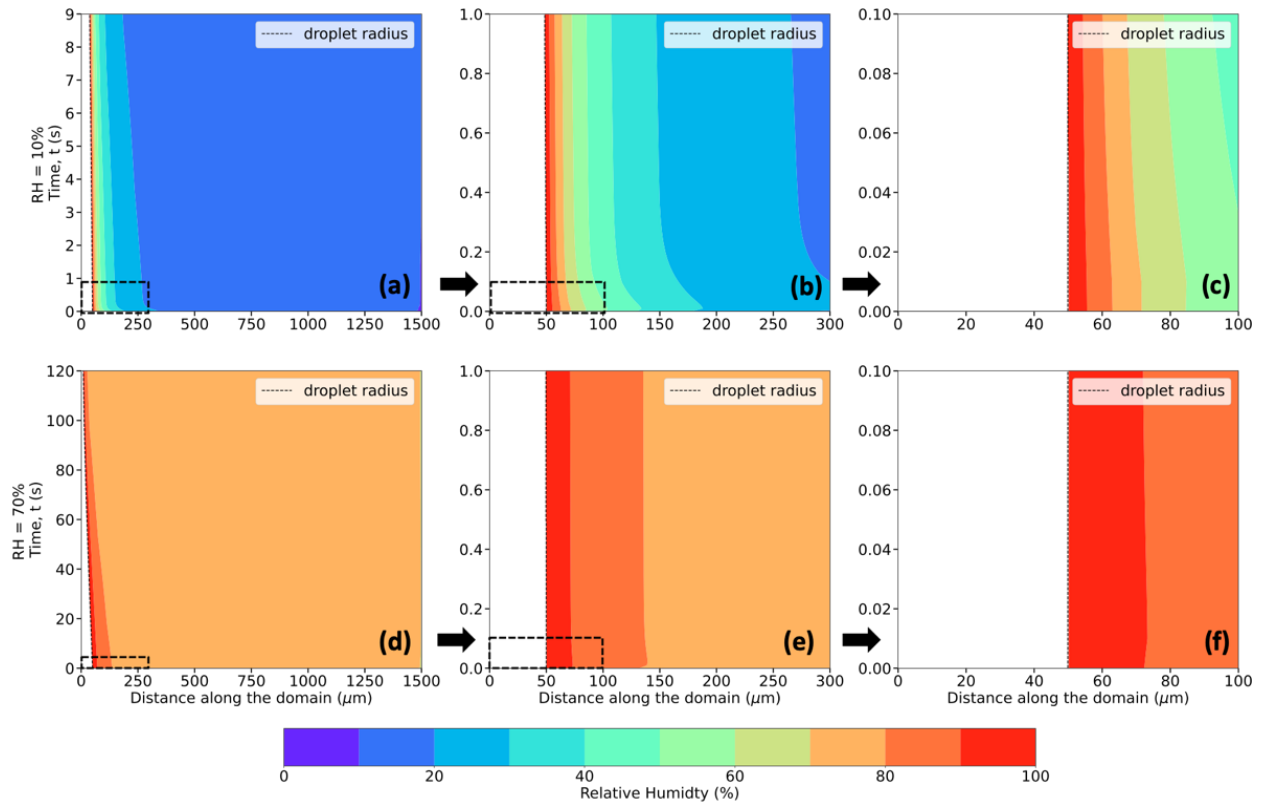 RH = 10%
Time, t (s)
9
8
7
6
5
4
3
2
1
0
droplet radius
(a)
0 250 500 750 1000 1250 1500
1.0
0.8
0.6
0.4
0.2
0.0
droplet radius
(b)
0 50 100 150 200 250 300
0.10
0.08
0.06
0.04
0.02
0.00
droplet radius
(c)
0 20 40 60 80 100
RH = 70%
Time, t (s)
120
100
80
60
40
20
0
droplet radius
(d)
0 250 500 750 1000 1250 1500
Distance along the domain (μm)
1.0
0.8
0.6
0.4
0.2
0.0
droplet radius
(e)
0 50 100 150 200 250 300
Distance along the domain (μm)
0.10
0.08
0.06
0.04
0.02
0.00
droplet radius
(f)
0 20 40 60 80 100
Distance along the domain (μm)
0 20 40 60 80 100
Relative Humidty (%)